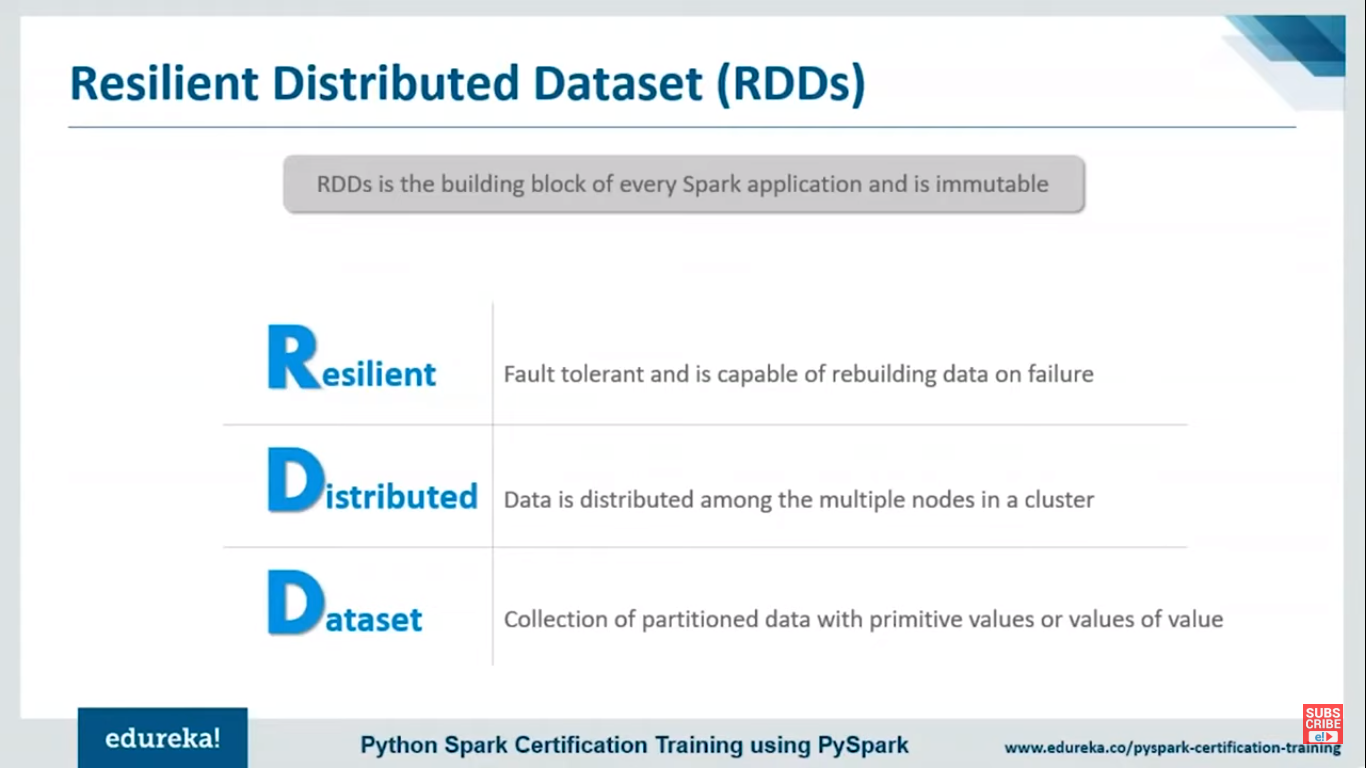 Resilient Distributed Dataset (RDDs)
RDDs is the building block of every Spark application and is immutable
Resilient
Fault tolerant and is capable of rebuilding data on failure
Distributed
Data is distributed among the multiple nodes in a cluster
Dataset
Collection of partitioned data with primitive values or values of value
edureka!
Python Spark Certification Training using PySpark
www.edureka.co/pyspark-certification-training
SUBS
CRIBE
e!